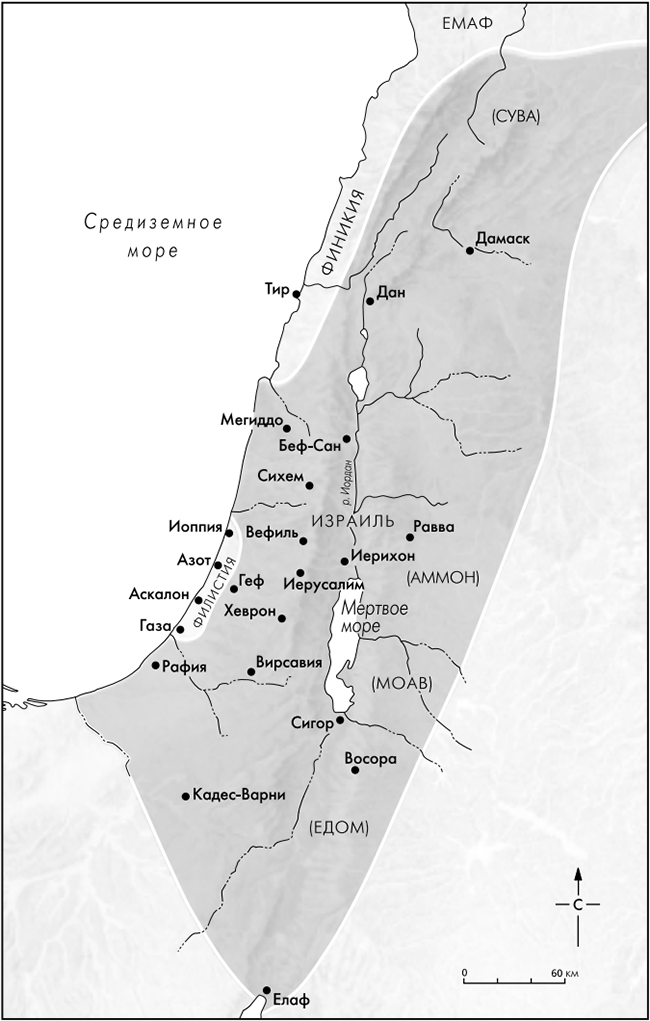 ЕМАФ
(СУВА)
Средиземное
море
ФИНИКИЯ
Дамаск
Тир
Дан
Мегиддо
Беф-Сан
Сихем
р. Иордан
ИЗРАИЛЬ
Иоппия
Вефиль
Равва
Азот
Иерихон
ФИЛИСТИЯ
Геф
Иерусалим
(АММОН)
Аскалон
Хеврон
Мертвое
море
Газа
Рафия
Вирсавия
(МОАВ)
Сигор
Восора
Кадес-Варни
(ЕДОМ)
С
0
60 км
Елаф